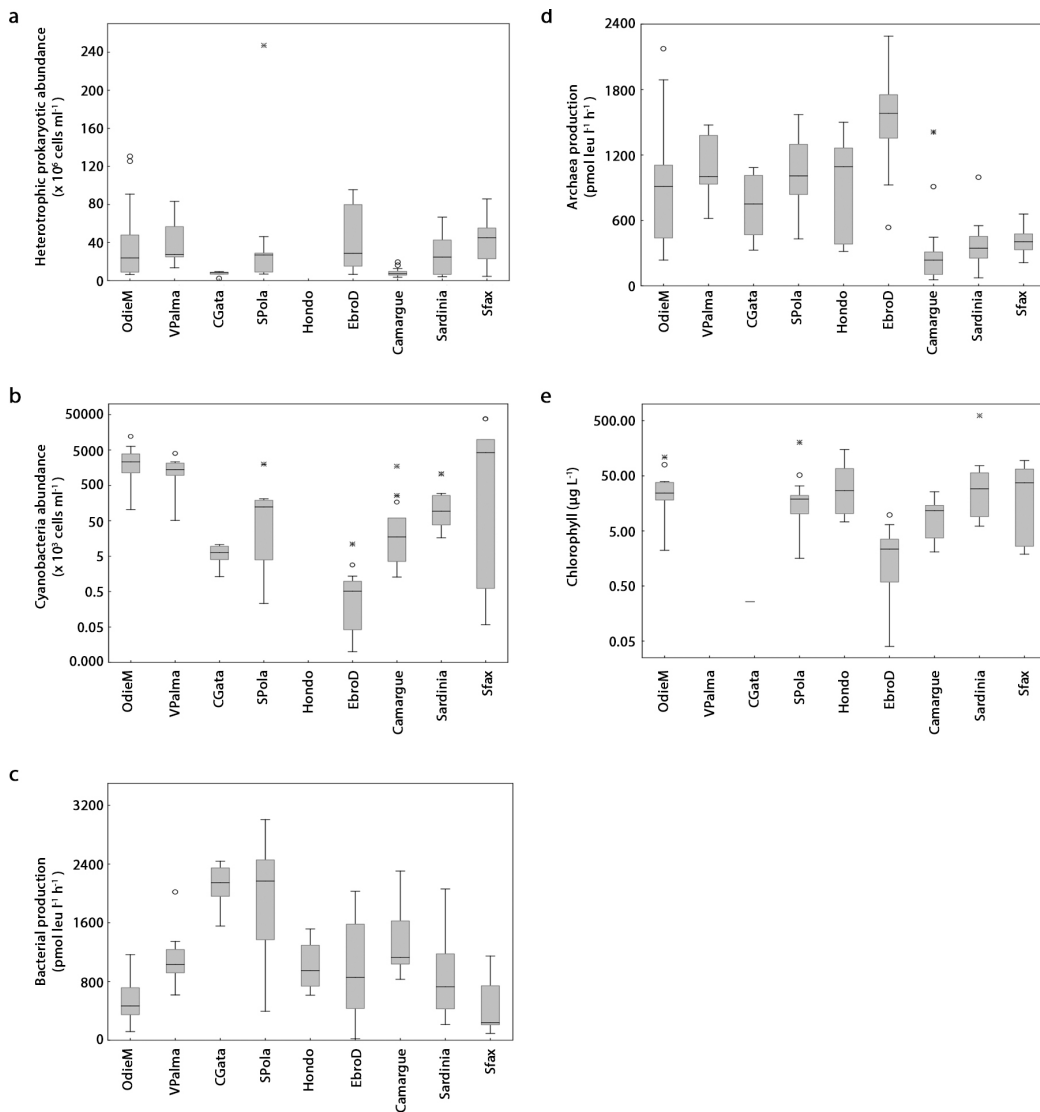 a
Heterotrophic prokaryotic abundance
(x 10⁶ cells ml⁻¹)
240
200
160
120
80
40
0
OdieM
VPalma
CGata
SPola
Hondo
EbroD
Camargue
Sardinia
Sfax
b
Cyanobacteria abundance
(x 10³ cells ml⁻¹)
50000
5000
500
50
5
0.5
0.05
0.000
OdieM
VPalma
CGata
SPola
Hondo
EbroD
Camargue
Sardinia
Sfax
c
Bacterial production
(pmol leu l⁻¹ h⁻¹)
3200
2400
1600
800
0
OdieM
VPalma
CGata
SPola
Hondo
EbroD
Camargue
Sardinia
Sfax
d
Archaea production
(pmol leu l⁻¹ h⁻¹)
2400
1800
1200
600
0
OdieM
VPalma
CGata
SPola
Hondo
EbroD
Camargue
Sardinia
Sfax
e
Chlorophyll (µg L⁻¹)
500.00
50.00
5.00
0.50
0.05
OdieM
VPalma
CGata
SPola
Hondo
EbroD
Camargue
Sardinia
Sfax